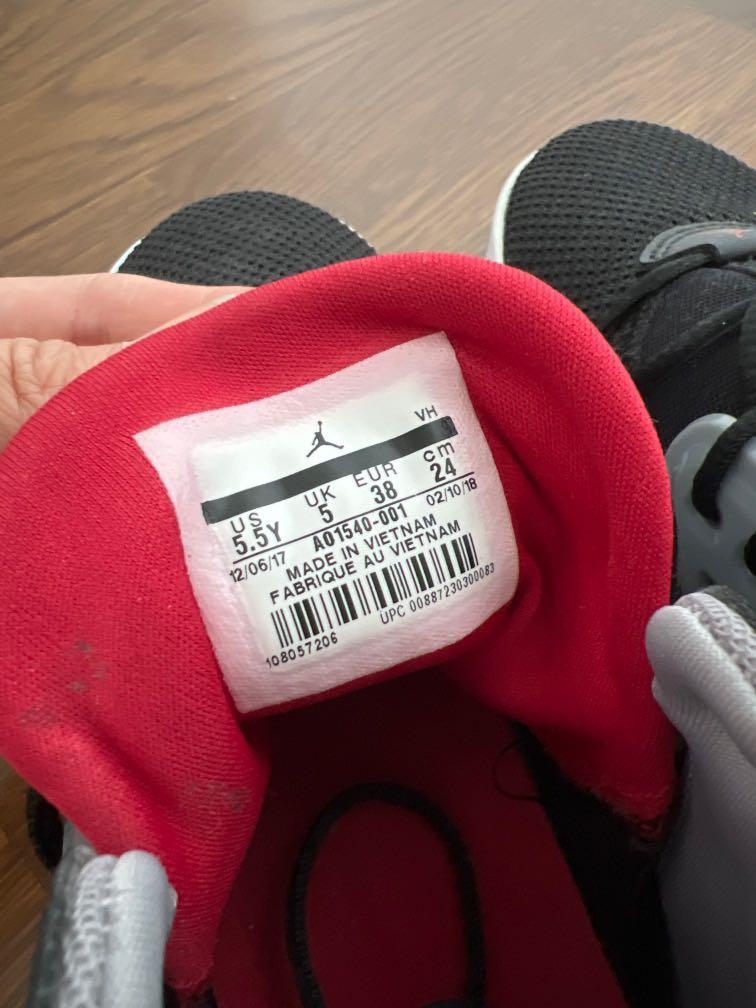 VH
US UK EUR cm
5.5Y 5 38 24
12/06/17 A01540-001 02/10/18
MADE IN VIETNAM
FABRIQUE AU VIETNAM
108057206 UPC 00887230300083